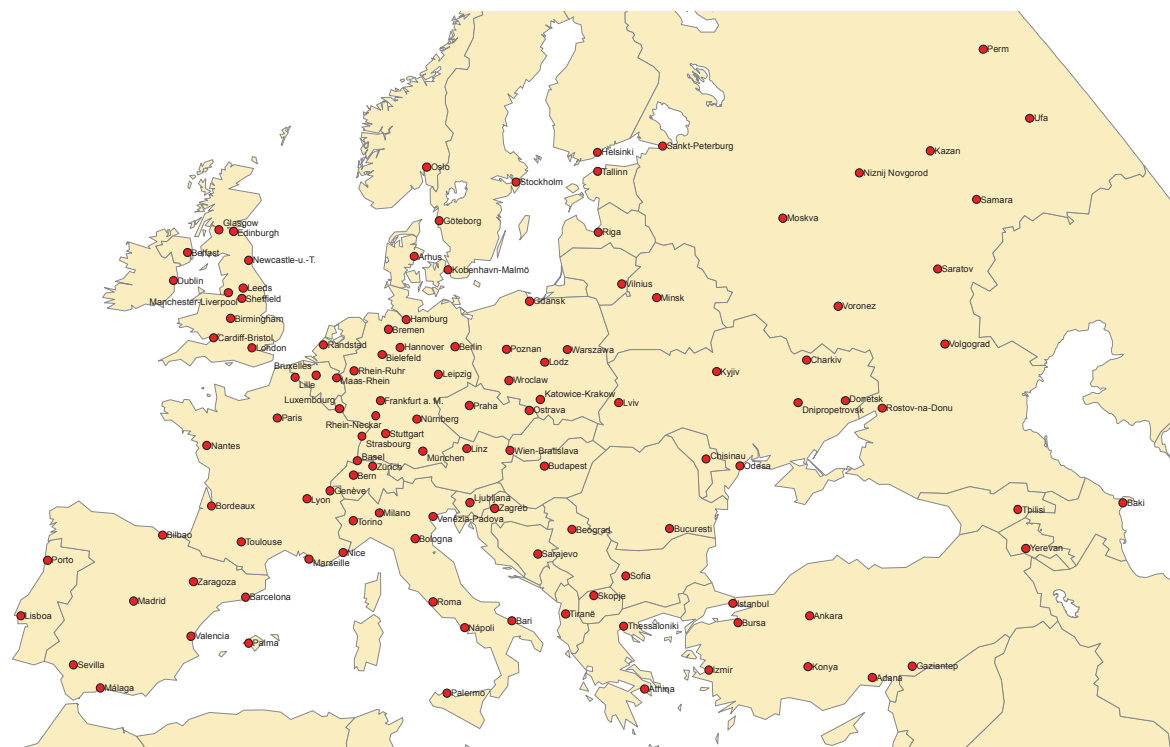 Perm
Ufa
Kazan
Sankt-Peterburg
Helsinki
Oslo
Tallinn
Niznij Novgorod
Stockholm
Samara
Moskva
Göteborg
Glasgow
Edinburgh
Riga
Belfast
Arhus
Newcastle-u.-T.
Kobenhavn-Malmö
Saratov
Dublin
Vilnius
Leeds
Manchester-Liverpool
Sheffield
Minsk
Gdansk
Voronez
Birmingham
Hamburg
Bremen
Cardiff-Bristol
London
Randstad
Hannover
Berlin
Poznan
Warszawa
Volgograd
Bielefeld
Lodz
Charkiv
Bruxelles
Rhein-Ruhr
Kyjiv
Lille
Maas-Rhein
Leipzig
Wroclaw
Katowice-Krakow
Luxembourg
Frankfurt a. M.
Praha
Ostrava
Lviv
Dnipropetrovsk
Donetsk
Rostov-na-Donu
Paris
Rhein-Neckar
Nürnberg
Stuttgart
Strasbourg
Nantes
München
Linz
Wien-Bratislava
Basel
Zürich
Budapest
Chisinau
Odesa
Bern
Genève
Lyon
Ljubljana
Zagreb
Bordeaux
Milano
Torino
Venezia-Padova
Baki
Tbilisi
Beograd
Bucuresti
Bilbao
Toulouse
Bologna
Nice
Marseille
Sarajevo
Yerevan
Porto
Zaragoza
Sofia
Barcelona
Skopje
Madrid
Roma
Istanbul
Lisboa
Tiranë
Ankara
Bari
Bursa
Nápoli
Thessaloniki
Valencia
Palma
Sevilla
Izmir
Konya
Gaziantep
Adana
Málaga
Palermo
Athina